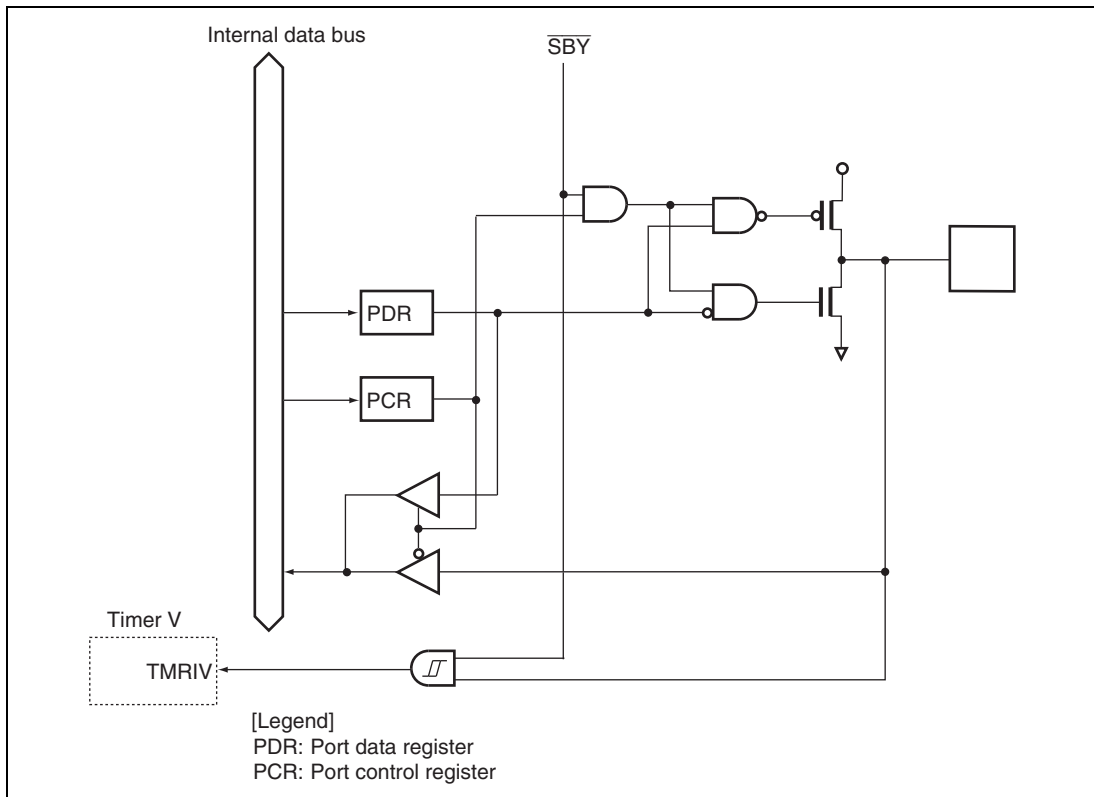 Internal data bus
SBY
PDR
PCR
Timer V
TMRIV
[Legend]
PDR: Port data register
PCR: Port control register